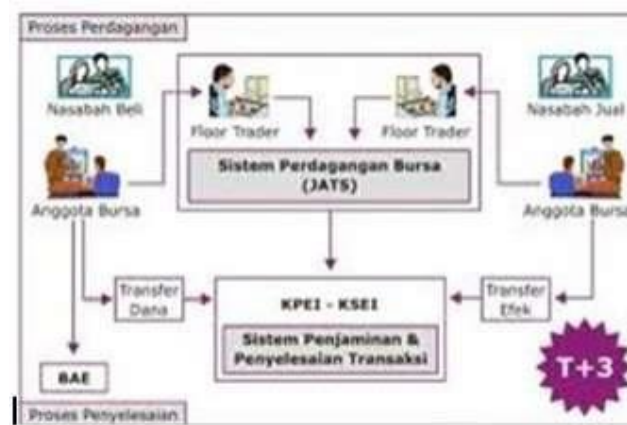 Proses Perdagangan
Nasabah Beli
Nasabah Jual
Floor Trader
Floor Trader
Sistem Perdagangan Bursa
(JATS)
Anggota Bursa
Anggota Bursa
Transfer
Dana
KPEI - KSEI
Transfer
Efek
Sistem Penjaminan &
Penyelesaian Transaksi
T+3
BAE
Proses Penyelesaian